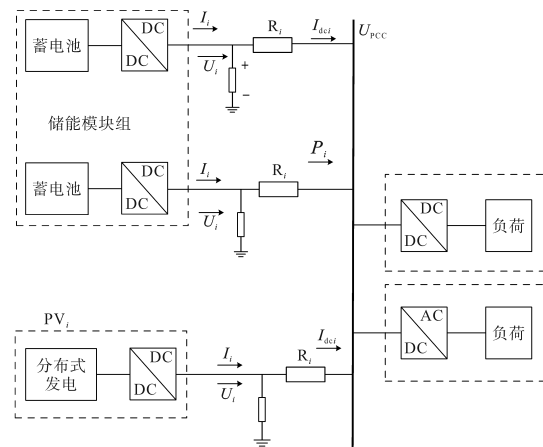 I_i I_dci U_PCC
蓄电池 DC DC R_i
U_i + −
储能模块组
蓄电池 DC DC I_i R_i P_i
U_i
DC DC 负荷
PV_i
AC DC 负荷
分布式发电 DC DC I_i R_i I_dci
U_i